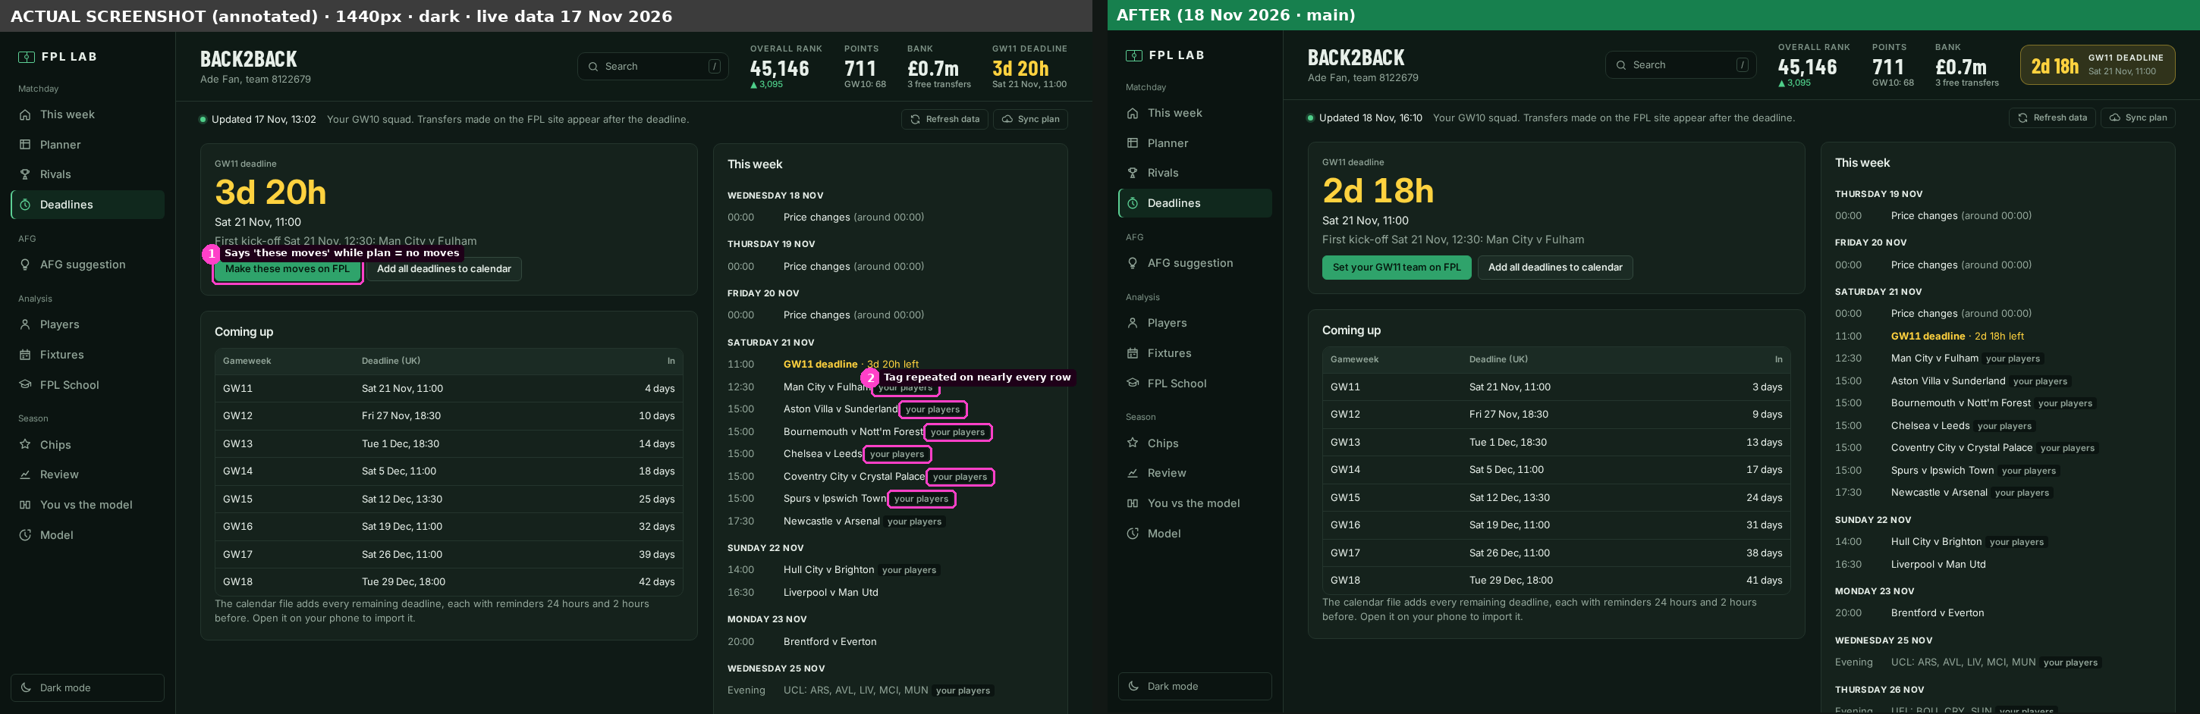 ACTUAL SCREENSHOT (annotated) · 1440px · dark · live data 17 Nov 2026
FPL LAB
Matchday
This week
Planner
Rivals
Deadlines
AFG
AFG suggestion
Analysis
Players
Fixtures
FPL School
Season
Chips
Review
You vs the model
Model
Dark mode
BACK2BACK
Ade Fan, team 8122679
Search /
OVERALL RANK
45,146
▲ 3,095
POINTS
711
GW10: 68
BANK
£0.7m
3 free transfers
GW11 DEADLINE
3d 20h
Sat 21 Nov, 11:00
Updated 17 Nov, 13:02 Your GW10 squad. Transfers made on the FPL site appear after the deadline.
Refresh data
Sync plan
GW11 deadline
3d 20h
Sat 21 Nov, 11:00
First kick-off Sat 21 Nov, 12:30: Man City v Fulham
1 Says 'these moves' while plan = no moves
Make these moves on FPL
Add all deadlines to calendar
Coming up
Gameweek Deadline (UK) In
GW11 Sat 21 Nov, 11:00 4 days
GW12 Fri 27 Nov, 18:30 10 days
GW13 Tue 1 Dec, 18:30 14 days
GW14 Sat 5 Dec, 11:00 18 days
GW15 Sat 12 Dec, 13:30 25 days
GW16 Sat 19 Dec, 11:00 32 days
GW17 Sat 26 Dec, 11:00 39 days
GW18 Tue 29 Dec, 18:00 42 days
The calendar file adds every remaining deadline, each with reminders 24 hours and 2 hours
before. Open it on your phone to import it.
This week
WEDNESDAY 18 NOV
00:00 Price changes (around 00:00)
THURSDAY 19 NOV
00:00 Price changes (around 00:00)
FRIDAY 20 NOV
00:00 Price changes (around 00:00)
SATURDAY 21 NOV
11:00 GW11 deadline · 3d 20h left
2 Tag repeated on nearly every row
12:30 Man City v Fulham your players
15:00 Aston Villa v Sunderland your players
15:00 Bournemouth v Nott'm Forest your players
15:00 Chelsea v Leeds your players
15:00 Coventry City v Crystal Palace your players
15:00 Spurs v Ipswich Town your players
17:30 Newcastle v Arsenal your players
SUNDAY 22 NOV
14:00 Hull City v Brighton your players
16:30 Liverpool v Man Utd
MONDAY 23 NOV
20:00 Brentford v Everton
WEDNESDAY 25 NOV
Evening UCL: ARS, AVL, LIV, MCI, MUN your players
AFTER (18 Nov 2026 · main)
FPL LAB
Matchday
This week
Planner
Rivals
Deadlines
AFG
AFG suggestion
Analysis
Players
Fixtures
FPL School
Season
Chips
Review
You vs the model
Model
Dark mode
BACK2BACK
Ade Fan, team 8122679
Search /
OVERALL RANK
45,146
▲ 3,095
POINTS
711
GW10: 68
BANK
£0.7m
3 free transfers
2d 18h
GW11 DEADLINE
Sat 21 Nov, 11:00
Updated 18 Nov, 16:10 Your GW10 squad. Transfers made on the FPL site appear after the deadline.
Refresh data
Sync plan
GW11 deadline
2d 18h
Sat 21 Nov, 11:00
First kick-off Sat 21 Nov, 12:30: Man City v Fulham
Set your GW11 team on FPL
Add all deadlines to calendar
Coming up
Gameweek Deadline (UK) In
GW11 Sat 21 Nov, 11:00 3 days
GW12 Fri 27 Nov, 18:30 9 days
GW13 Tue 1 Dec, 18:30 13 days
GW14 Sat 5 Dec, 11:00 17 days
GW15 Sat 12 Dec, 13:30 24 days
GW16 Sat 19 Dec, 11:00 31 days
GW17 Sat 26 Dec, 11:00 38 days
GW18 Tue 29 Dec, 18:00 41 days
The calendar file adds every remaining deadline, each with reminders 24 hours and 2 hours
before. Open it on your phone to import it.
This week
THURSDAY 19 NOV
00:00 Price changes (around 00:00)
FRIDAY 20 NOV
00:00 Price changes (around 00:00)
SATURDAY 21 NOV
00:00 Price changes (around 00:00)
11:00 GW11 deadline · 2d 18h left
12:30 Man City v Fulham your players
15:00 Aston Villa v Sunderland your players
15:00 Bournemouth v Nott'm Forest your players
15:00 Chelsea v Leeds your players
15:00 Coventry City v Crystal Palace your players
15:00 Spurs v Ipswich Town your players
17:30 Newcastle v Arsenal your players
SUNDAY 22 NOV
14:00 Hull City v Brighton your players
16:30 Liverpool v Man Utd
MONDAY 23 NOV
20:00 Brentford v Everton
WEDNESDAY 25 NOV
Evening UCL: ARS, AVL, LIV, MCI, MUN your players
THURSDAY 26 NOV
Evening UEL: BOU, CRY, SUN your players